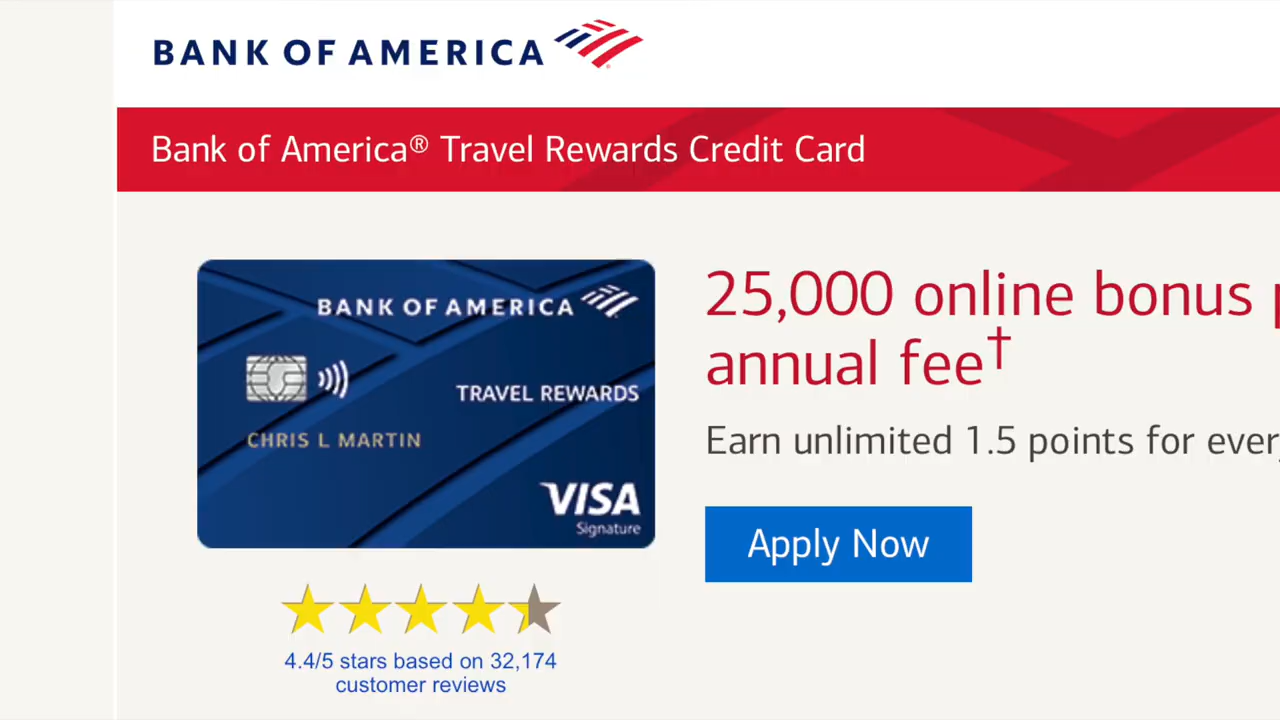 BANK OF AMERICA
Bank of America® Travel Rewards Credit Card
BANK OF AMERICA
TRAVEL REWARDS
CHRIS L MARTIN
VISA
Signature
25,000 online bonus
annual fee†
Earn unlimited 1.5 points for
Apply Now
4.4/5 stars based on 32,174
customer reviews